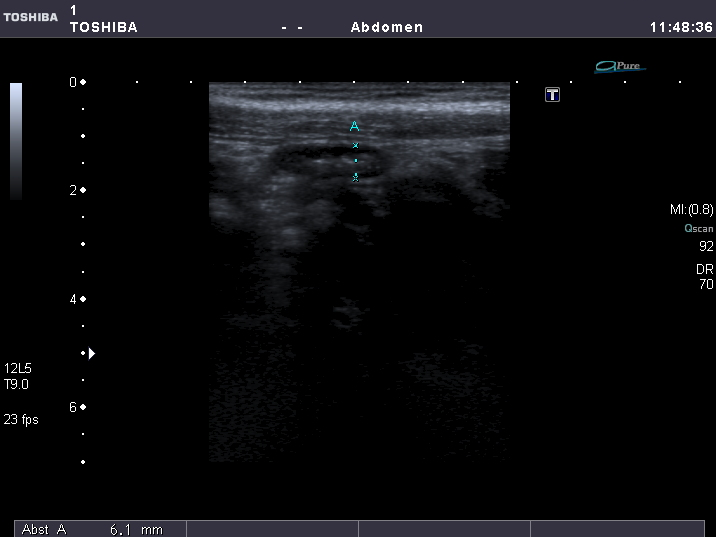 TOSHIBA
1
TOSHIBA - - Abdomen 11:48:36
APure
T
0
A
2
MI:(0.8)
Qscan
92
DR
70
4
12L5
T9.0
6
23 fps
Abst A 6.1 mm